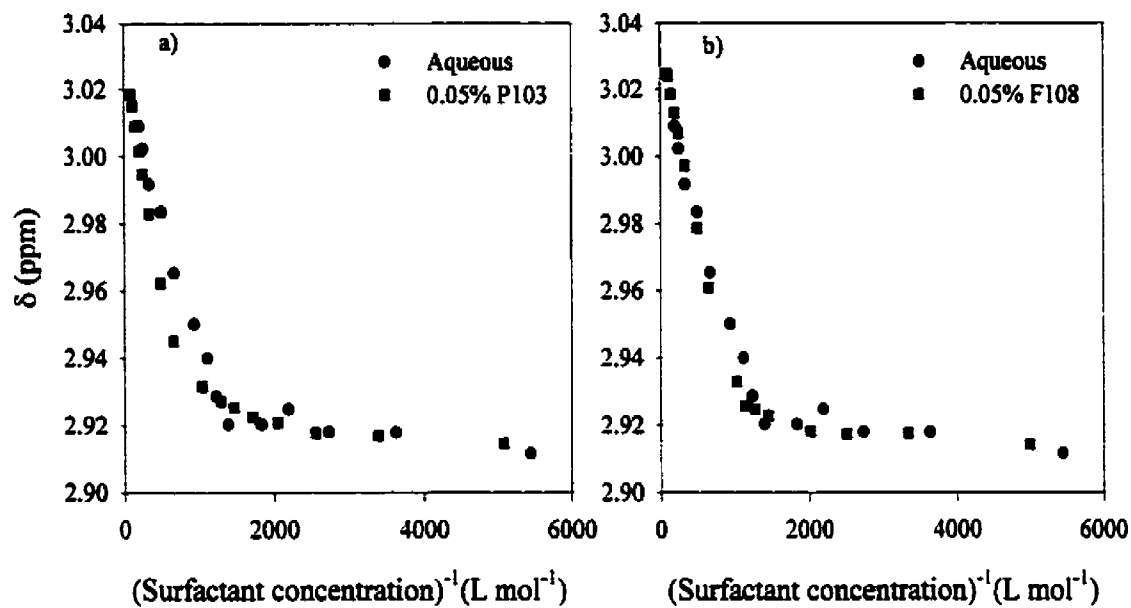 a)
Aqueous
0.05% P103
3.04
3.02
3.00
2.98
2.96
2.94
2.92
2.90
δ (ppm)
0 2000 4000 6000
(Surfactant concentration)⁻¹(L mol⁻¹)
b)
Aqueous
0.05% F108
3.04
3.02
3.00
2.98
2.96
2.94
2.92
2.90
0 2000 4000 6000
(Surfactant concentration)⁻¹(L mol⁻¹)